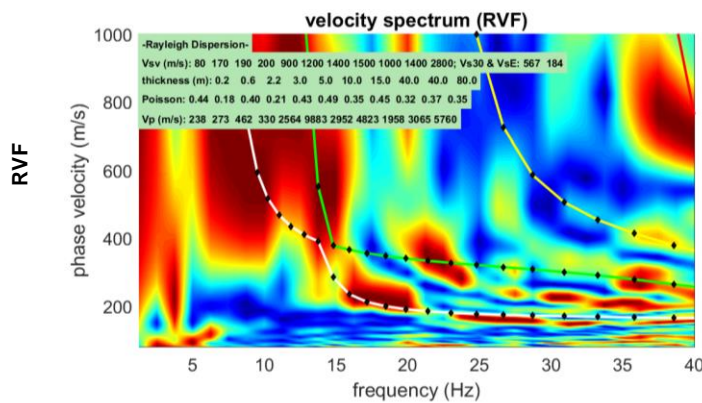 velocity spectrum (RVF)
1000
-Rayleigh Dispersion-
Vsv (m/s): 80 170 190 200 900 1200 1400 1500 1000 1400 2800; Vs30 & VsE: 567 184
thickness (m): 0.2 0.6 2.2 3.0 5.0 10.0 15.0 40.0 40.0 80.0
Poisson: 0.44 0.18 0.40 0.21 0.43 0.49 0.35 0.45 0.32 0.37 0.35
Vp (m/s): 238 273 462 330 2564 9883 2952 4823 1958 3065 5760
800
600
400
200
RVF
phase velocity (m/s)
5 10 15 20 25 30 35 40
frequency (Hz)